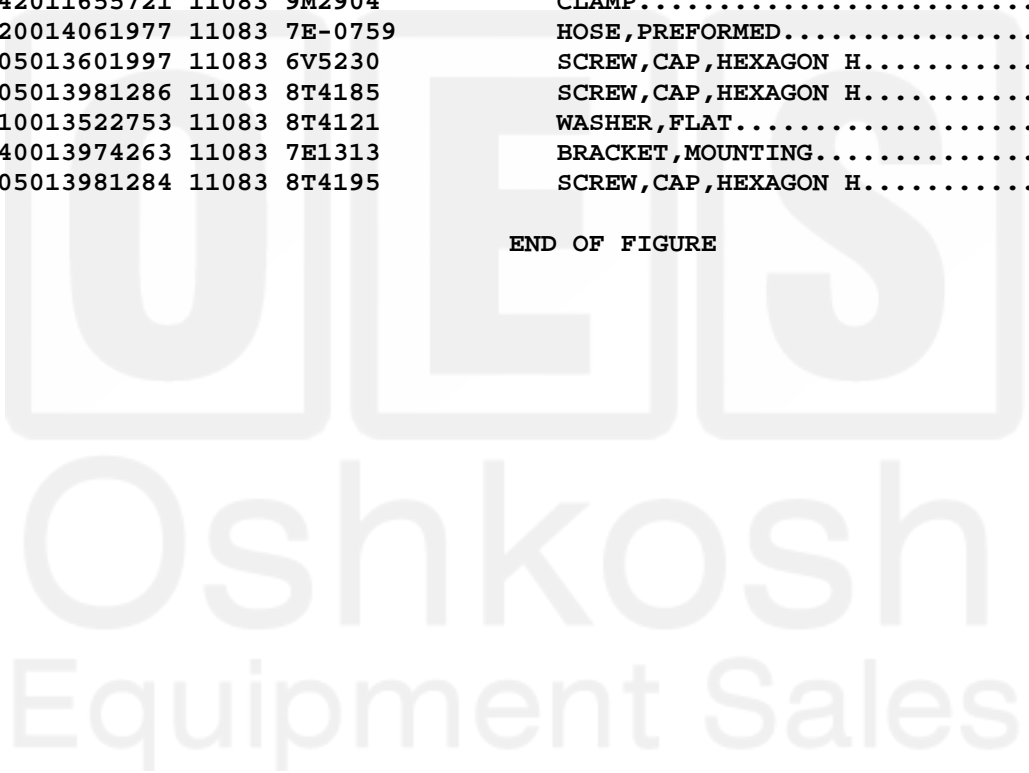 42011655721 11083 9M2904 CLAMP........................
20014061977 11083 7E-0759 HOSE,PREFORMED...............
05013601997 11083 6V5230 SCREW,CAP,HEXAGON H..........
05013981286 11083 8T4185 SCREW,CAP,HEXAGON H..........
10013522753 11083 8T4121 WASHER,FLAT..................
40013974263 11083 7E1313 BRACKET,MOUNTING.............
05013981284 11083 8T4195 SCREW,CAP,HEXAGON H..........
END OF FIGURE
OES
Oshkosh
Equipment Sales